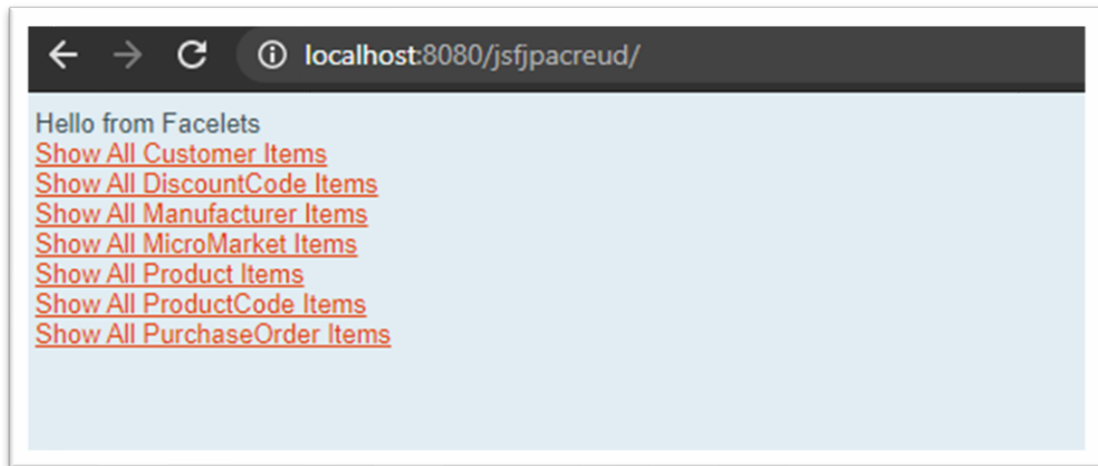 localhost:8080/jsfjpacreud/
Hello from Facelets
Show All Customer Items
Show All DiscountCode Items
Show All Manufacturer Items
Show All MicroMarket Items
Show All Product Items
Show All ProductCode Items
Show All PurchaseOrder Items